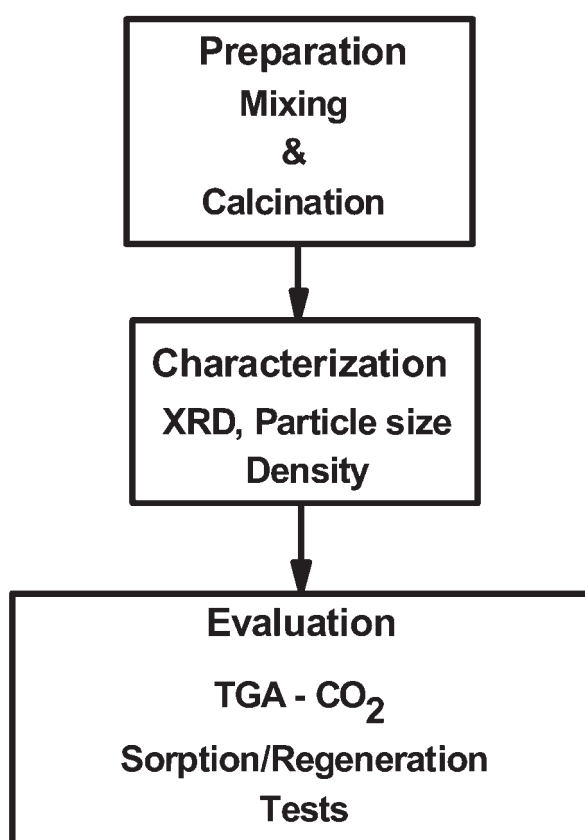 Preparation
Mixing
&
Calcination
Characterization
XRD, Particle size
Density
Evaluation
TGA - CO₂
Sorption/Regeneration
Tests